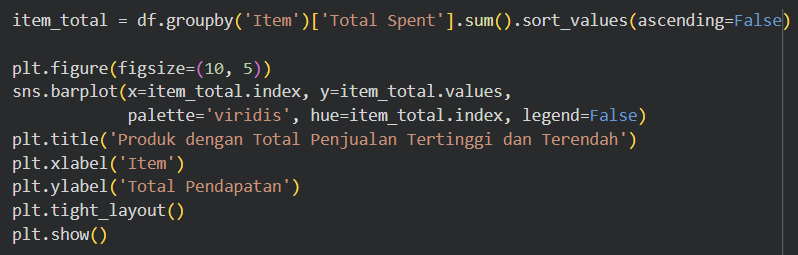 item_total = df.groupby('Item')['Total Spent'].sum().sort_values(ascending=False)
plt.figure(figsize=(10, 5))
sns.barplot(x=item_total.index, y=item_total.values,
            palette='viridis', hue=item_total.index, legend=False)
plt.title('Produk dengan Total Penjualan Tertinggi dan Terendah')
plt.xlabel('Item')
plt.ylabel('Total Pendapatan')
plt.tight_layout()
plt.show()